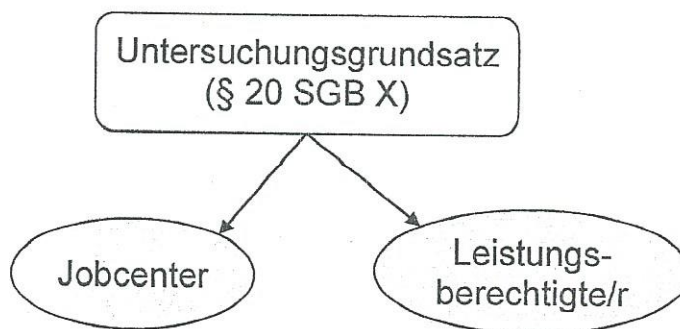 Untersuchungsgrundsatz
(§ 20 SGB X)
Jobcenter
Leistungs-
berechtigte/r